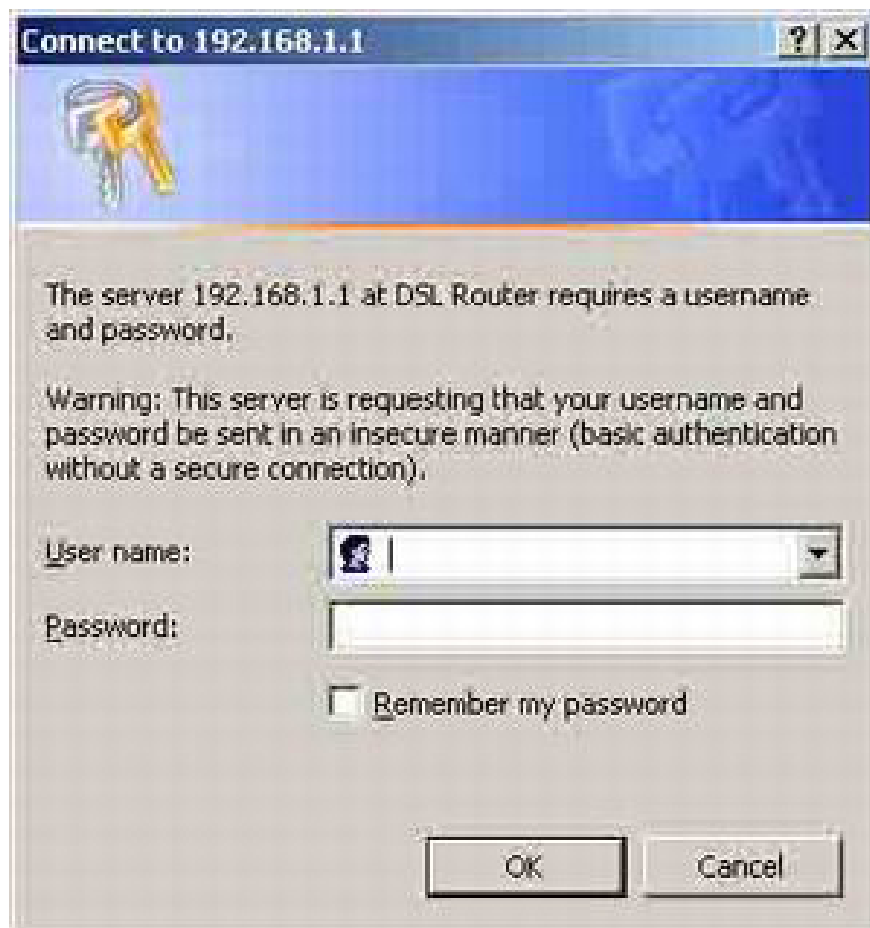 Connect to 192.168.1.1
The server 192.168.1.1 at DSL Router requires a username
and password.
Warning: This server is requesting that your username and
password be sent in an insecure manner (basic authentication
without a secure connection).
User name:
Password:
Remember my password
OK
Cancel